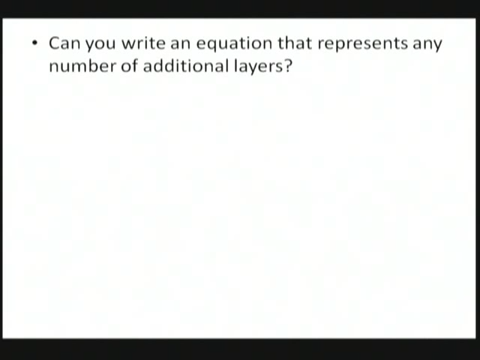 • Can you write an equation that represents any
number of additional layers?